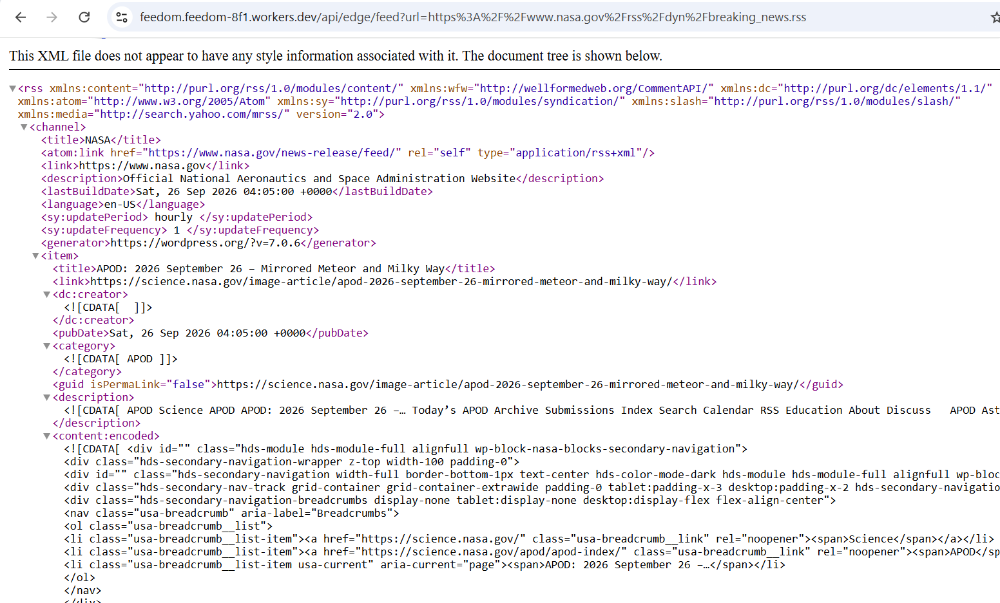 feedom.feedom-8f1.workers.dev/api/edge/feed?url=https%3A%2F%2Fwww.nasa.gov%2Frss%2Fdyn%2Fbreaking_news.rss
This XML file does not appear to have any style information associated with it. The document tree is shown below.
<rss xmlns:content="http://purl.org/rss/1.0/modules/content/" xmlns:wfw="http://wellformedweb.org/CommentAPI/" xmlns:dc="http://purl.org/dc/elements/1.1/"
xmlns:atom="http://www.w3.org/2005/Atom" xmlns:sy="http://purl.org/rss/1.0/modules/syndication/" xmlns:slash="http://purl.org/rss/1.0/modules/slash/"
xmlns:media="http://search.yahoo.com/mrss/" version="2.0">
<channel>
<title>NASA</title>
<atom:link href="https://www.nasa.gov/news-release/feed/" rel="self" type="application/rss+xml"/>
<link>https://www.nasa.gov</link>
<description>Official National Aeronautics and Space Administration Website</description>
<lastBuildDate>Sat, 26 Sep 2026 04:05:00 +0000</lastBuildDate>
<language>en-US</language>
<sy:updatePeriod> hourly </sy:updatePeriod>
<sy:updateFrequency> 1 </sy:updateFrequency>
<generator>https://wordpress.org/?v=7.0.6</generator>
<item>
<title>APOD: 2026 September 26 – Mirrored Meteor and Milky Way</title>
<link>https://science.nasa.gov/image-article/apod-2026-september-26-mirrored-meteor-and-milky-way/</link>
<dc:creator>
<![CDATA[  ]]>
</dc:creator>
<pubDate>Sat, 26 Sep 2026 04:05:00 +0000</pubDate>
<category>
<![CDATA[ APOD ]]>
</category>
<guid isPermaLink="false">https://science.nasa.gov/image-article/apod-2026-september-26-mirrored-meteor-and-milky-way/</guid>
<description>
<![CDATA[ APOD Science APOD APOD: 2026 September 26 –… Today’s APOD Archive Submissions Index Search Calendar RSS Education About Discuss   APOD Ast
</description>
<content:encoded>
<![CDATA[ <div id="" class="hds-module hds-module-full alignfull wp-block-nasa-blocks-secondary-navigation">
<div class="hds-secondary-navigation-wrapper z-top width-100 padding-0">
<div id="" class="hds-secondary-navigation width-full border-bottom-1px text-center hds-color-mode-dark hds-module hds-module-full alignfull wp-bloc
<div class="hds-secondary-nav-track grid-container grid-container-extrawide padding-0 tablet:padding-x-3 desktop:padding-x-2 hds-secondary-navigatio
<div class="hds-secondary-navigation-breadcrumbs display-none tablet:display-none desktop:display-flex flex-align-center">
<nav class="usa-breadcrumb" aria-label="Breadcrumbs">
<ol class="usa-breadcrumb__list">
<li class="usa-breadcrumb__list-item"><a href="https://science.nasa.gov/" class="usa-breadcrumb__link" rel="noopener"><span>Science</span></a></li>
<li class="usa-breadcrumb__list-item"><a href="https://science.nasa.gov/apod/apod-index/" class="usa-breadcrumb__link" rel="noopener"><span>APOD</sp
<li class="usa-breadcrumb__list-item usa-current" aria-current="page"><span>APOD: 2026 September 26 –…</span></li>
</ol>
</nav>
</div>